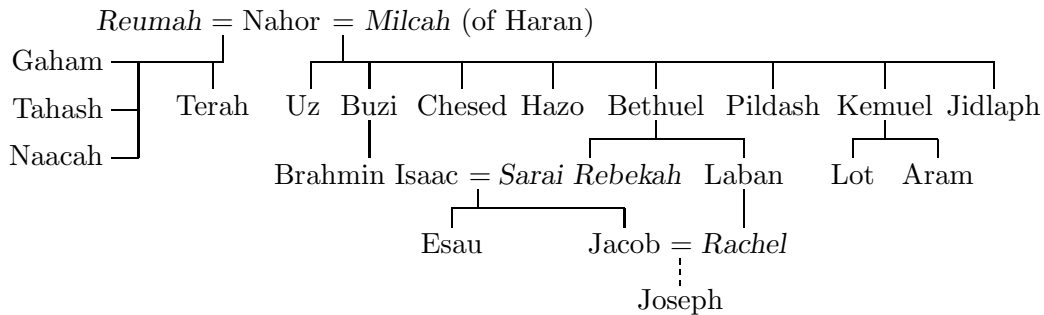 Reumah = Nahor = Milcah (of Haran)
Gaham
Tahash Terah Uz Buzi Chesed Hazo Bethuel Pildash Kemuel Jidlaph
Naacah
Brahmin Isaac = Sarai Rebekah Laban Lot Aram
Esau Jacob = Rachel
Joseph